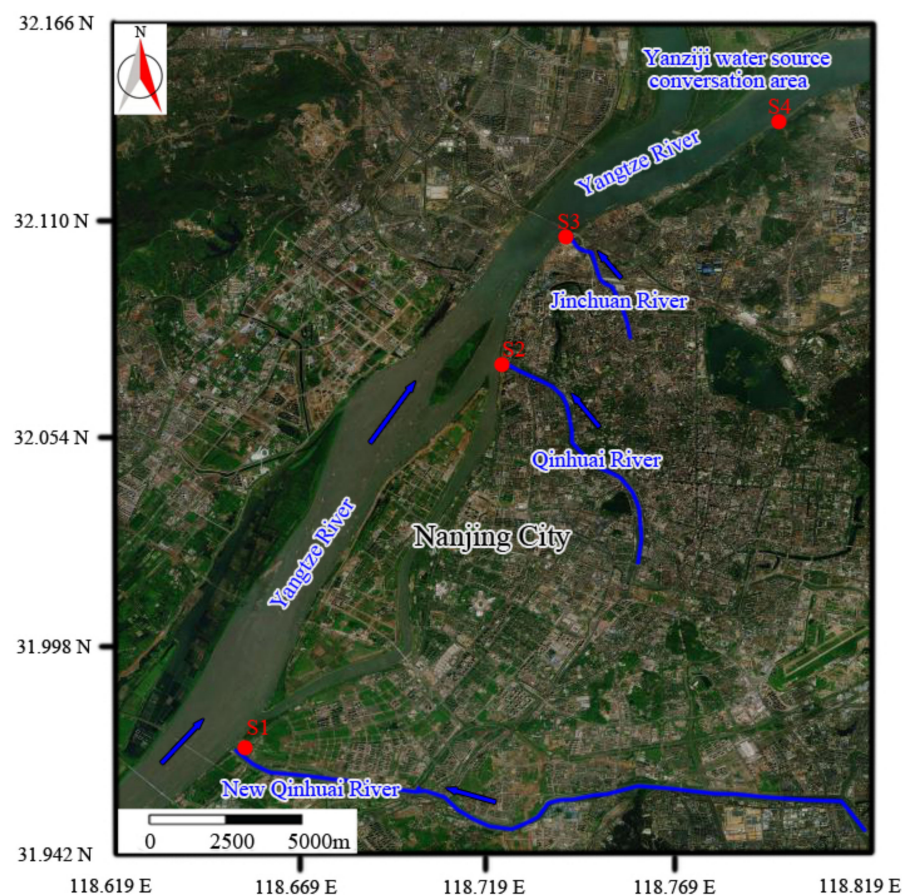 32.166 N
N
Yanziji water source
conversation area
S4
Yangtze River
32.110 N
S3
Jinchuan River
S2
32.054 N
Qinhuai River
Nanjing City
Yangtze River
31.998 N
S1
New Qinhuai River
0 2500 5000m
31.942 N
118.619 E 118.669 E 118.719 E 118.769 E 118.819 E